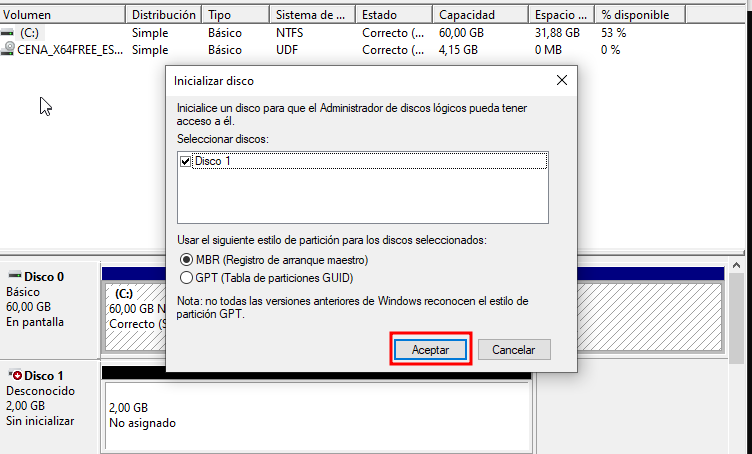 Volumen Distribución Tipo Sistema de ... Estado Capacidad Espacio ... % disponible
(C:) Simple Básico NTFS Correcto (... 60,00 GB 31,88 GB 53 %
CENA_X64FREE_ES... Simple Básico UDF Correcto (... 4,15 GB 0 MB 0 %
Inicializar disco
Inicialice un disco para que el Administrador de discos lógicos pueda tener
acceso a él.
Seleccionar discos:
Disco 1
Usar el siguiente estilo de partición para los discos seleccionados:
MBR (Registro de arranque maestro)
GPT (Tabla de particiones GUID)
Nota: no todas las versiones anteriores de Windows reconocen el estilo de
partición GPT.
Aceptar Cancelar
Disco 0
Básico
60,00 GB
En pantalla
(C:)
60,00 GB N
Correcto (S
Disco 1
Desconocido
2,00 GB
Sin inicializar
2,00 GB
No asignado